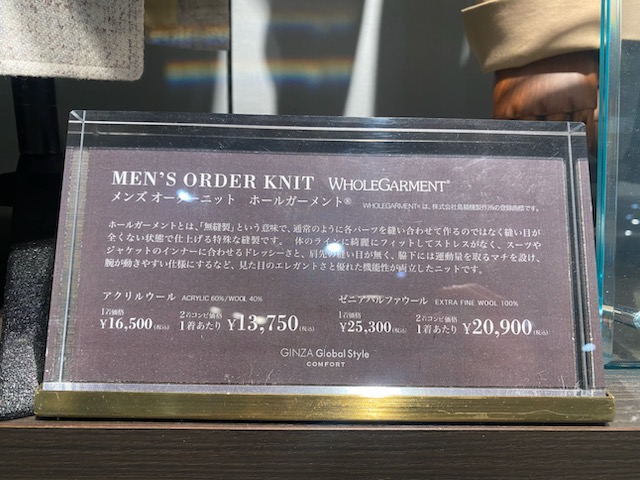 MEN'S ORDER KNIT WHOLEGARMENT®
メンズ オーダーニット ホールガーメント® WHOLEGARMENT® は、株式会社島精機製作所の登録商標です。
ホールガーメントとは、「無縫製」という意味で、通常のように各パーツを縫い合わせて作るのではなく縫い目が
全くない状態で仕上げる特殊な縫製です。 体のラインに綺麗にフィットしてストレスがなく、スーツや
ジャケットのインナーに合わせるドレッシーさと、肩先の縫い目が無く、脇下には運動量を取るマチを設け、
腕が動きやすい仕様にするなど、見た目のエレガントさと優れた機能性が両立したニットです。
アクリルウール ACRYLIC 60%/WOOL 40%
1着価格 ¥16,500(税込) 2着コンビ価格 1着あたり ¥13,750(税込)
ゼニアバルファウール EXTRA FINE WOOL 100%
1着価格 ¥25,300(税込) 2着コンビ価格 1着あたり ¥20,900(税込)
GINZA Global Style
COMFORT